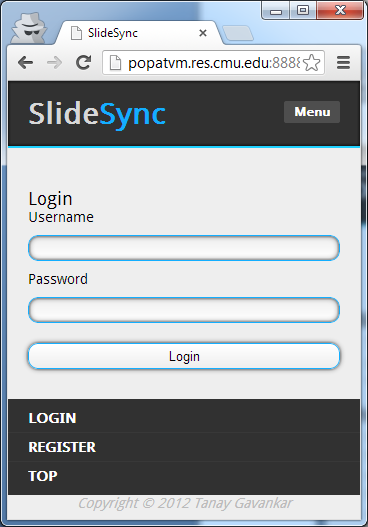 SlideSync
popatvm.res.cmu.edu:8888
SlideSync
Menu
Login
Username
Password
Login
LOGIN
REGISTER
TOP
Copyright © 2012 Tanay Gavankar